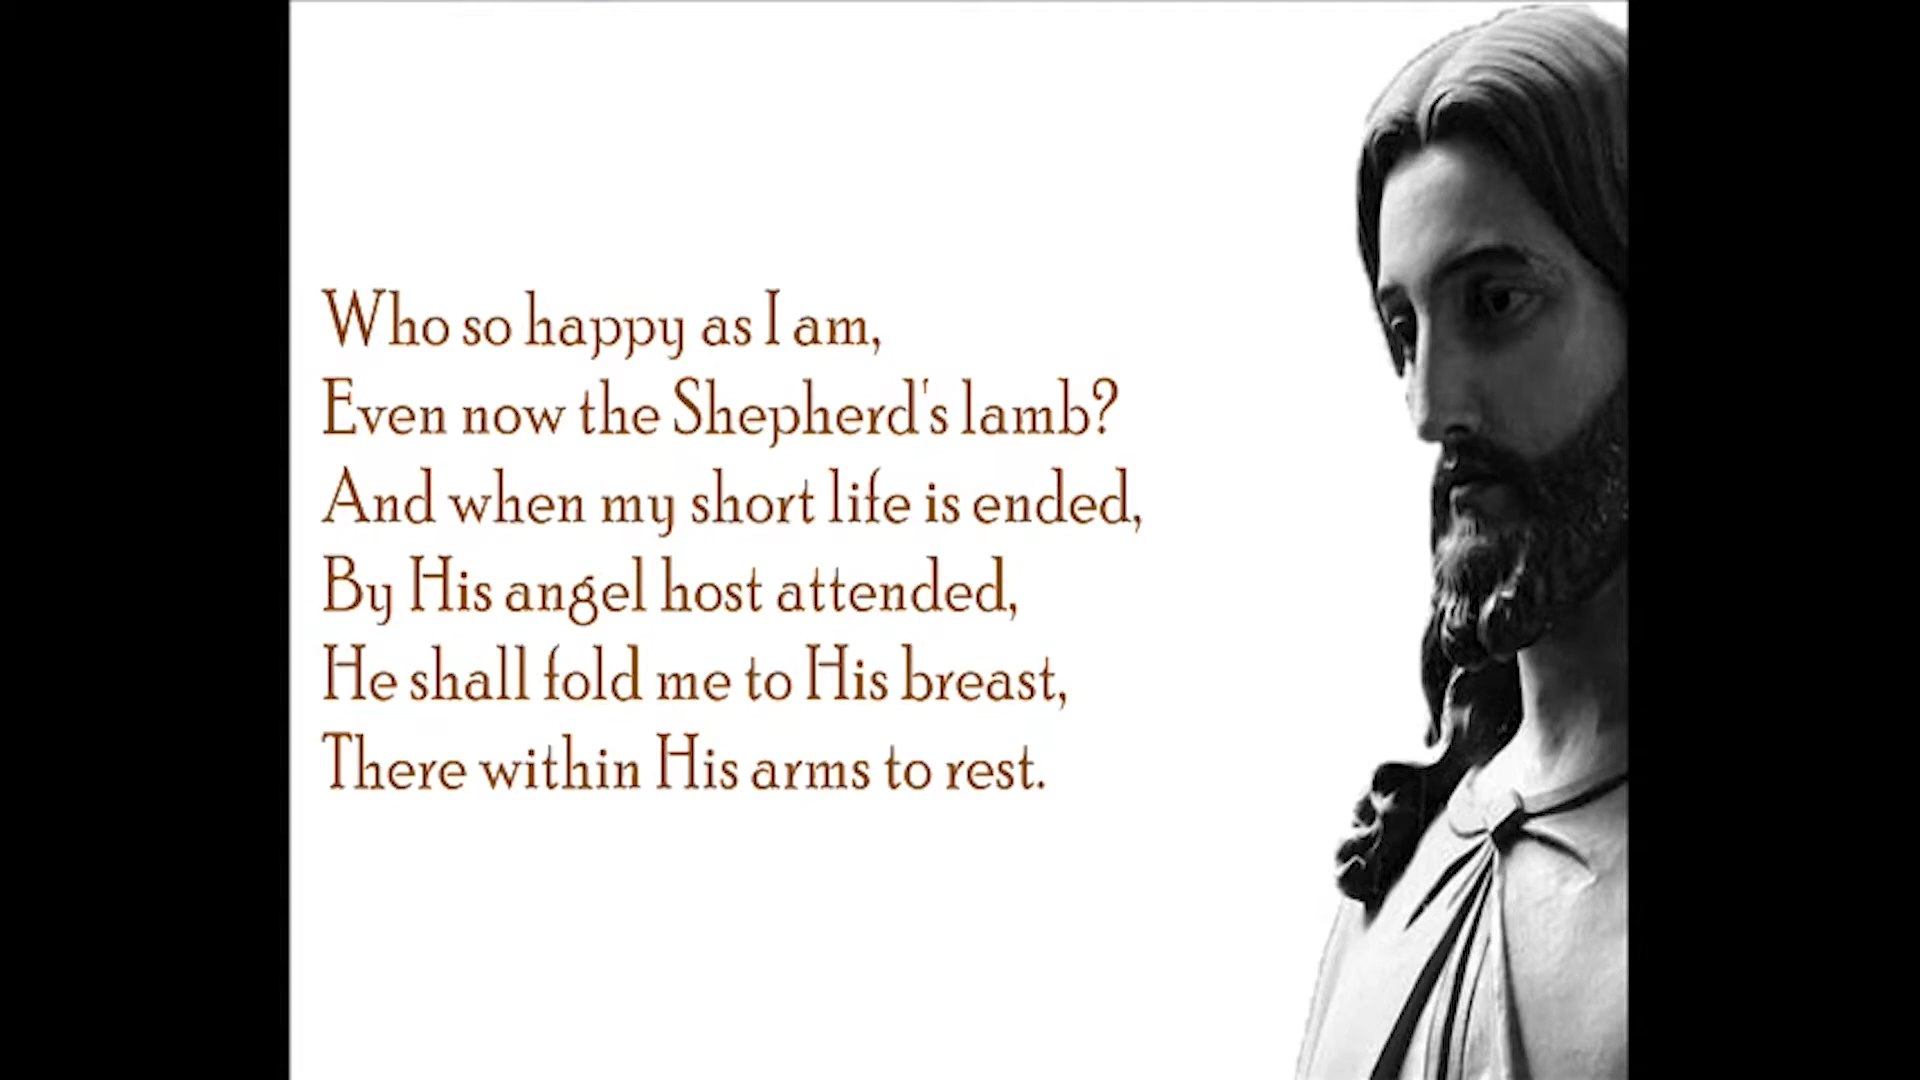 Who so happy as I am,
Even now the Shepherd's lamb?
And when my short life is ended,
By His angel host attended,
He shall fold me to His breast,
There within His arms to rest.